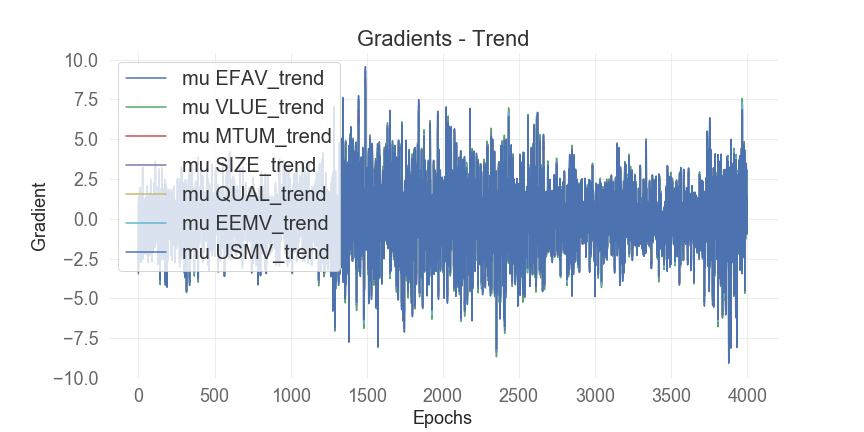 Gradients - Trend
10.0
7.5
5.0
2.5
0.0
−2.5
−5.0
−7.5
−10.0
Gradient
mu EFAV_trend
mu VLUE_trend
mu MTUM_trend
mu SIZE_trend
mu QUAL_trend
mu EEMV_trend
mu USMV_trend
0 500 1000 1500 2000 2500 3000 3500 4000
Epochs